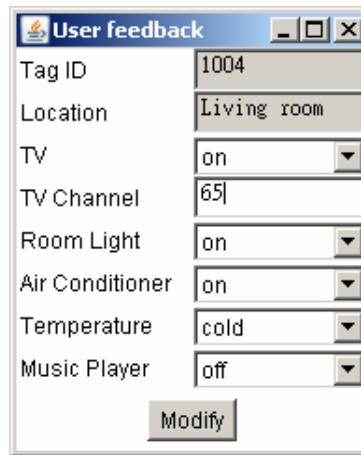 User feedback
Tag ID 1004
Location Living room
TV on
TV Channel 65
Room Light on
Air Conditioner on
Temperature cold
Music Player off
Modify